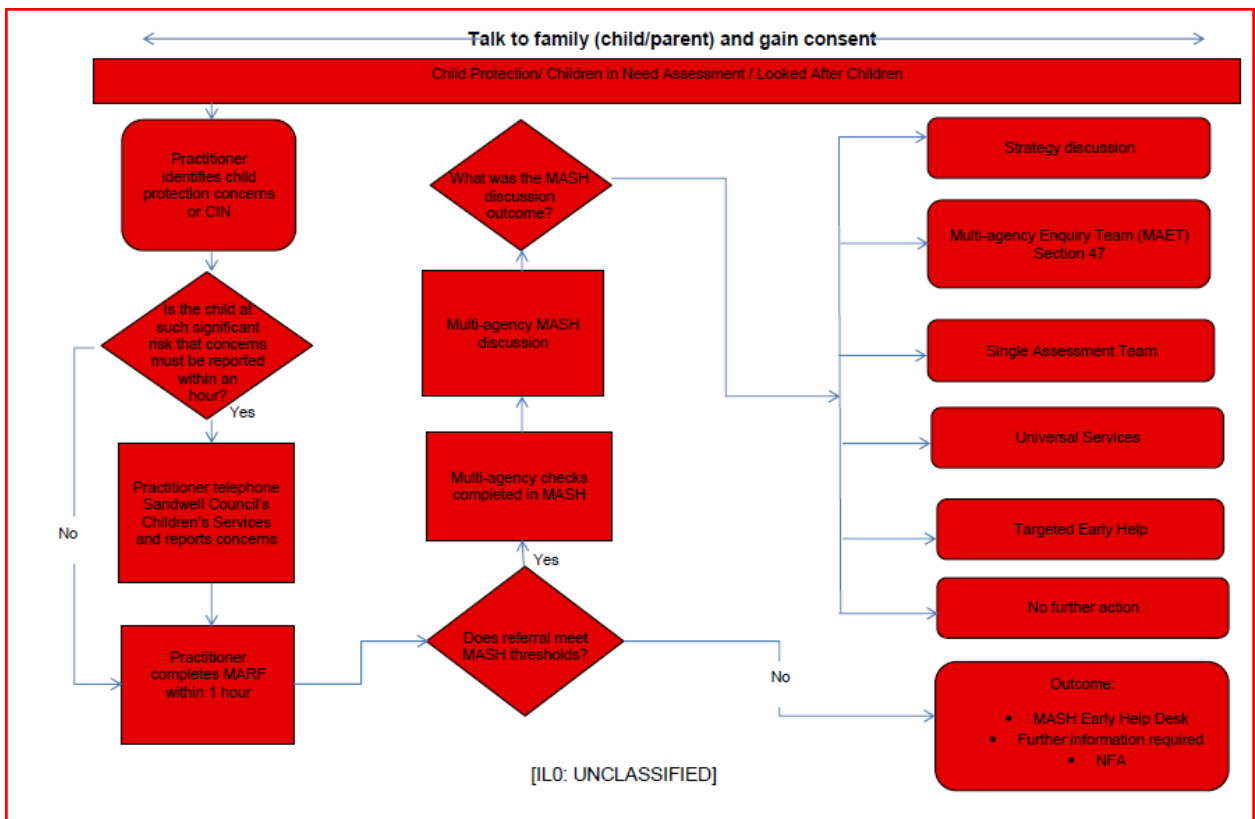 Talk to family (child/parent) and gain consent
Child Protection/ Children in Need Assessment / Looked After Children
Practitioner
identifies child
protection concerns
or CIN
Is the child at
such significant
risk that concerns
must be reported
within an
hour?
Yes
No
Practitioner telephone
Sandwell Council's
Children's Services
and reports concerns
Practitioner
completes MARF
within 1 hour
What was the MASH
discussion
outcome?
Multi-agency MASH
discussion
Multi-agency checks
completed in MASH
Yes
Does referral meet
MASH thresholds?
No
Strategy discussion
Multi-agency Enquiry Team (MAET)
Section 47
Single Assessment Team
Universal Services
Targeted Early Help
No further action
Outcome:
• MASH Early Help Desk
• Further information required
• NFA
[IL0: UNCLASSIFIED]